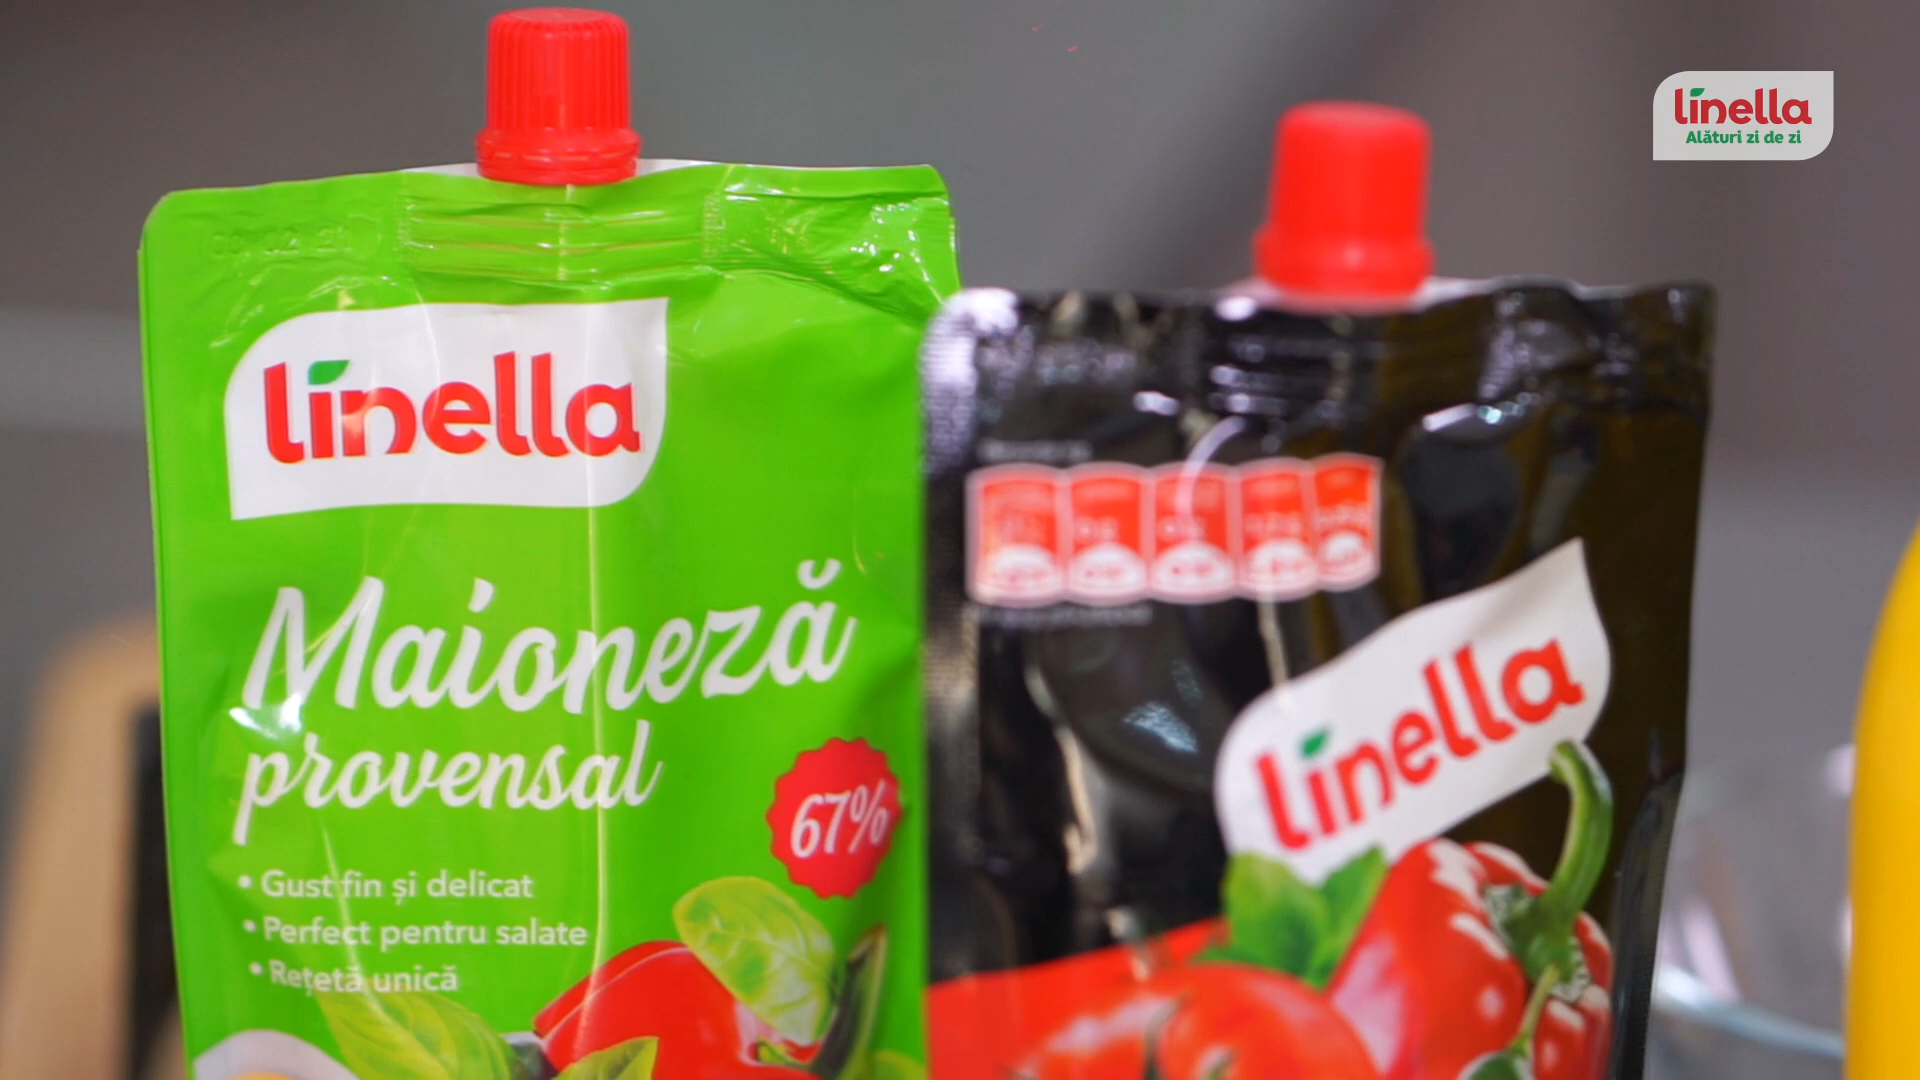 linella
Alături zi de zi
linella
Maioneză
provensal
67%
• Gust fin și delicat
• Perfect pentru salate
• Rețetă unică
linella